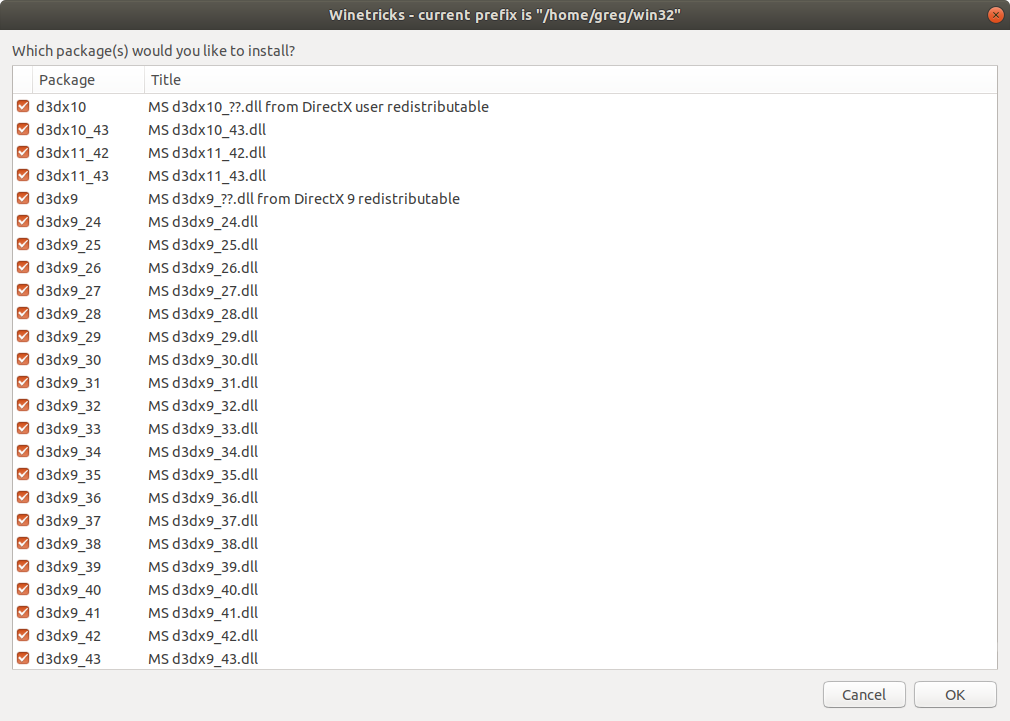 Winetricks - current prefix is "/home/greg/win32"
Which package(s) would you like to install?
Package Title
d3dx10 MS d3dx10_??.dll from DirectX user redistributable
d3dx10_43 MS d3dx10_43.dll
d3dx11_42 MS d3dx11_42.dll
d3dx11_43 MS d3dx11_43.dll
d3dx9 MS d3dx9_??.dll from DirectX 9 redistributable
d3dx9_24 MS d3dx9_24.dll
d3dx9_25 MS d3dx9_25.dll
d3dx9_26 MS d3dx9_26.dll
d3dx9_27 MS d3dx9_27.dll
d3dx9_28 MS d3dx9_28.dll
d3dx9_29 MS d3dx9_29.dll
d3dx9_30 MS d3dx9_30.dll
d3dx9_31 MS d3dx9_31.dll
d3dx9_32 MS d3dx9_32.dll
d3dx9_33 MS d3dx9_33.dll
d3dx9_34 MS d3dx9_34.dll
d3dx9_35 MS d3dx9_35.dll
d3dx9_36 MS d3dx9_36.dll
d3dx9_37 MS d3dx9_37.dll
d3dx9_38 MS d3dx9_38.dll
d3dx9_39 MS d3dx9_39.dll
d3dx9_40 MS d3dx9_40.dll
d3dx9_41 MS d3dx9_41.dll
d3dx9_42 MS d3dx9_42.dll
d3dx9_43 MS d3dx9_43.dll
Cancel OK